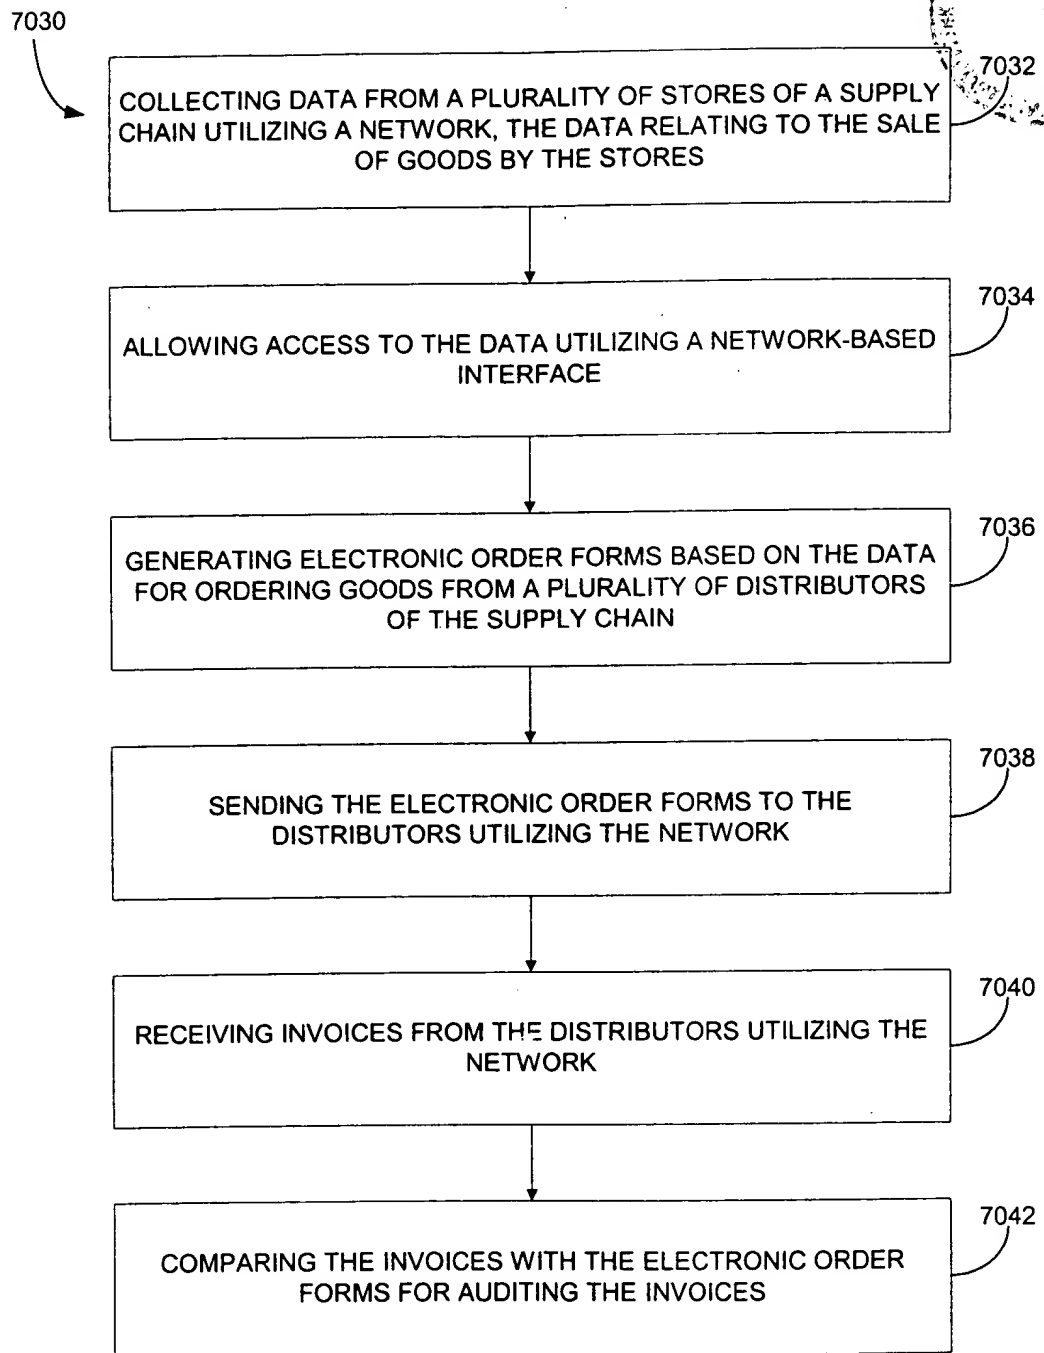 7030
7032
COLLECTING DATA FROM A PLURALITY OF STORES OF A SUPPLY
CHAIN UTILIZING A NETWORK, THE DATA RELATING TO THE SALE
OF GOODS BY THE STORES
7034
ALLOWING ACCESS TO THE DATA UTILIZING A NETWORK-BASED
INTERFACE
7036
GENERATING ELECTRONIC ORDER FORMS BASED ON THE DATA
FOR ORDERING GOODS FROM A PLURALITY OF DISTRIBUTORS
OF THE SUPPLY CHAIN
7038
SENDING THE ELECTRONIC ORDER FORMS TO THE
DISTRIBUTORS UTILIZING THE NETWORK
7040
RECEIVING INVOICES FROM THE DISTRIBUTORS UTILIZING THE
NETWORK
7042
COMPARING THE INVOICES WITH THE ELECTRONIC ORDER
FORMS FOR AUDITING THE INVOICES